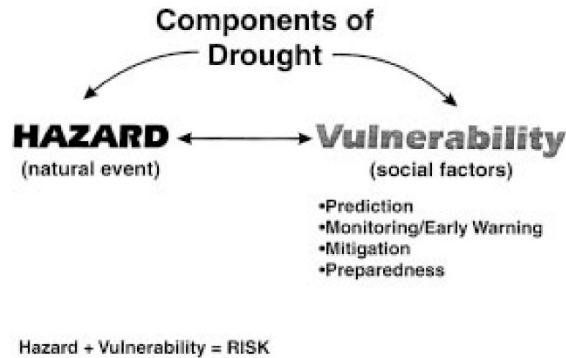 Components of
Drought
HAZARD
(natural event)
Vulnerability
(social factors)
•Prediction
•Monitoring/Early Warning
•Mitigation
•Preparedness
Hazard + Vulnerability = RISK